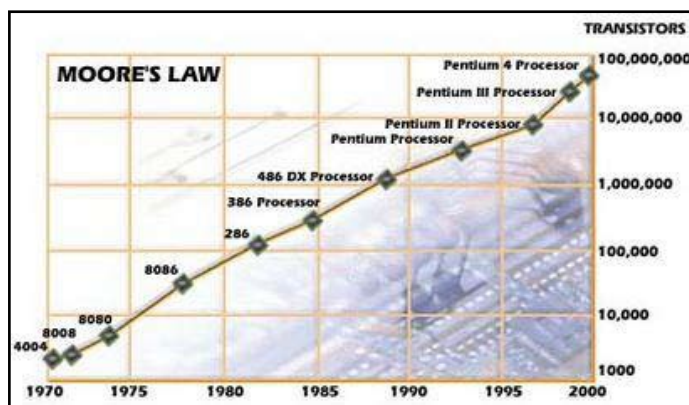 TRANSISTORS
MOORE'S LAW
100,000,000
Pentium 4 Processor
Pentium III Processor
10,000,000
Pentium II Processor
Pentium Processor
486 DX Processor
1,000,000
386 Processor
286
100,000
8086
10,000
8080
8008
4004
1000
1970 1975 1980 1985 1990 1995 2000